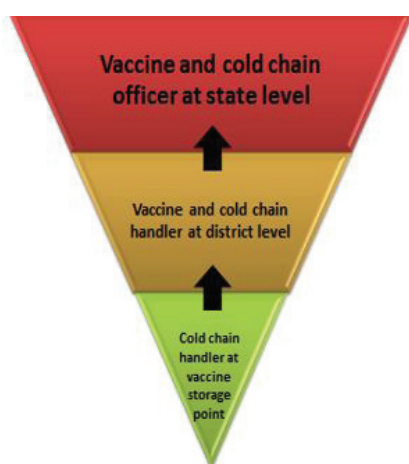 Vaccine and cold chain
officer at state level
Vaccine and cold chain
handler at district level
Cold chain
handler at
vaccine
storage
point